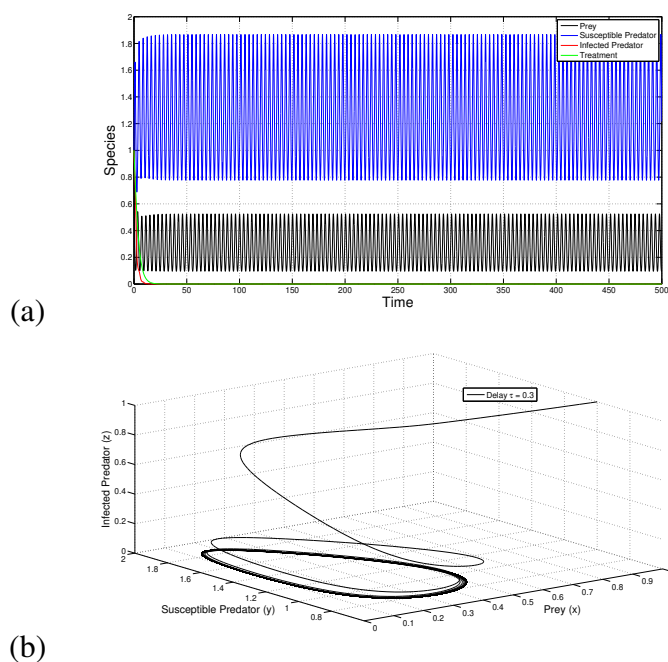 2
1.8
1.6
1.4
1.2
1
0.8
0.6
0.4
0.2
0
Species
Prey
Susceptible Predator
Infected Predator
Treatment
0 50 100 150 200 250 300 350 400 450 500
Time
(a)
Delay τ = 0.3
1
0.8
0.6
0.4
0.2
0
Infected Predator (z)
2
1.8
1.6
1.4
1.2
1
0.8
Susceptible Predator (y)
0 0.1 0.2 0.3 0.4 0.5 0.6 0.7 0.8 0.9
Prey (x)
(b)